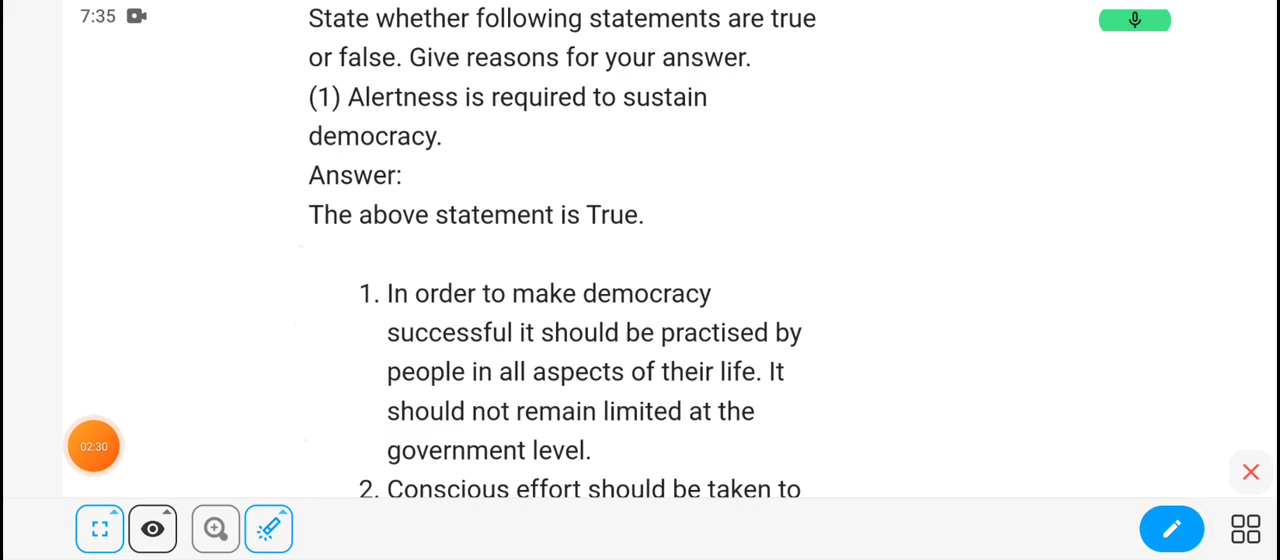 7:35
State whether following statements are true
or false. Give reasons for your answer.
(1) Alertness is required to sustain
democracy.
Answer:
The above statement is True.
1. In order to make democracy
successful it should be practised by
people in all aspects of their life. It
should not remain limited at the
government level.
02:30
2. Conscious effort should be taken to